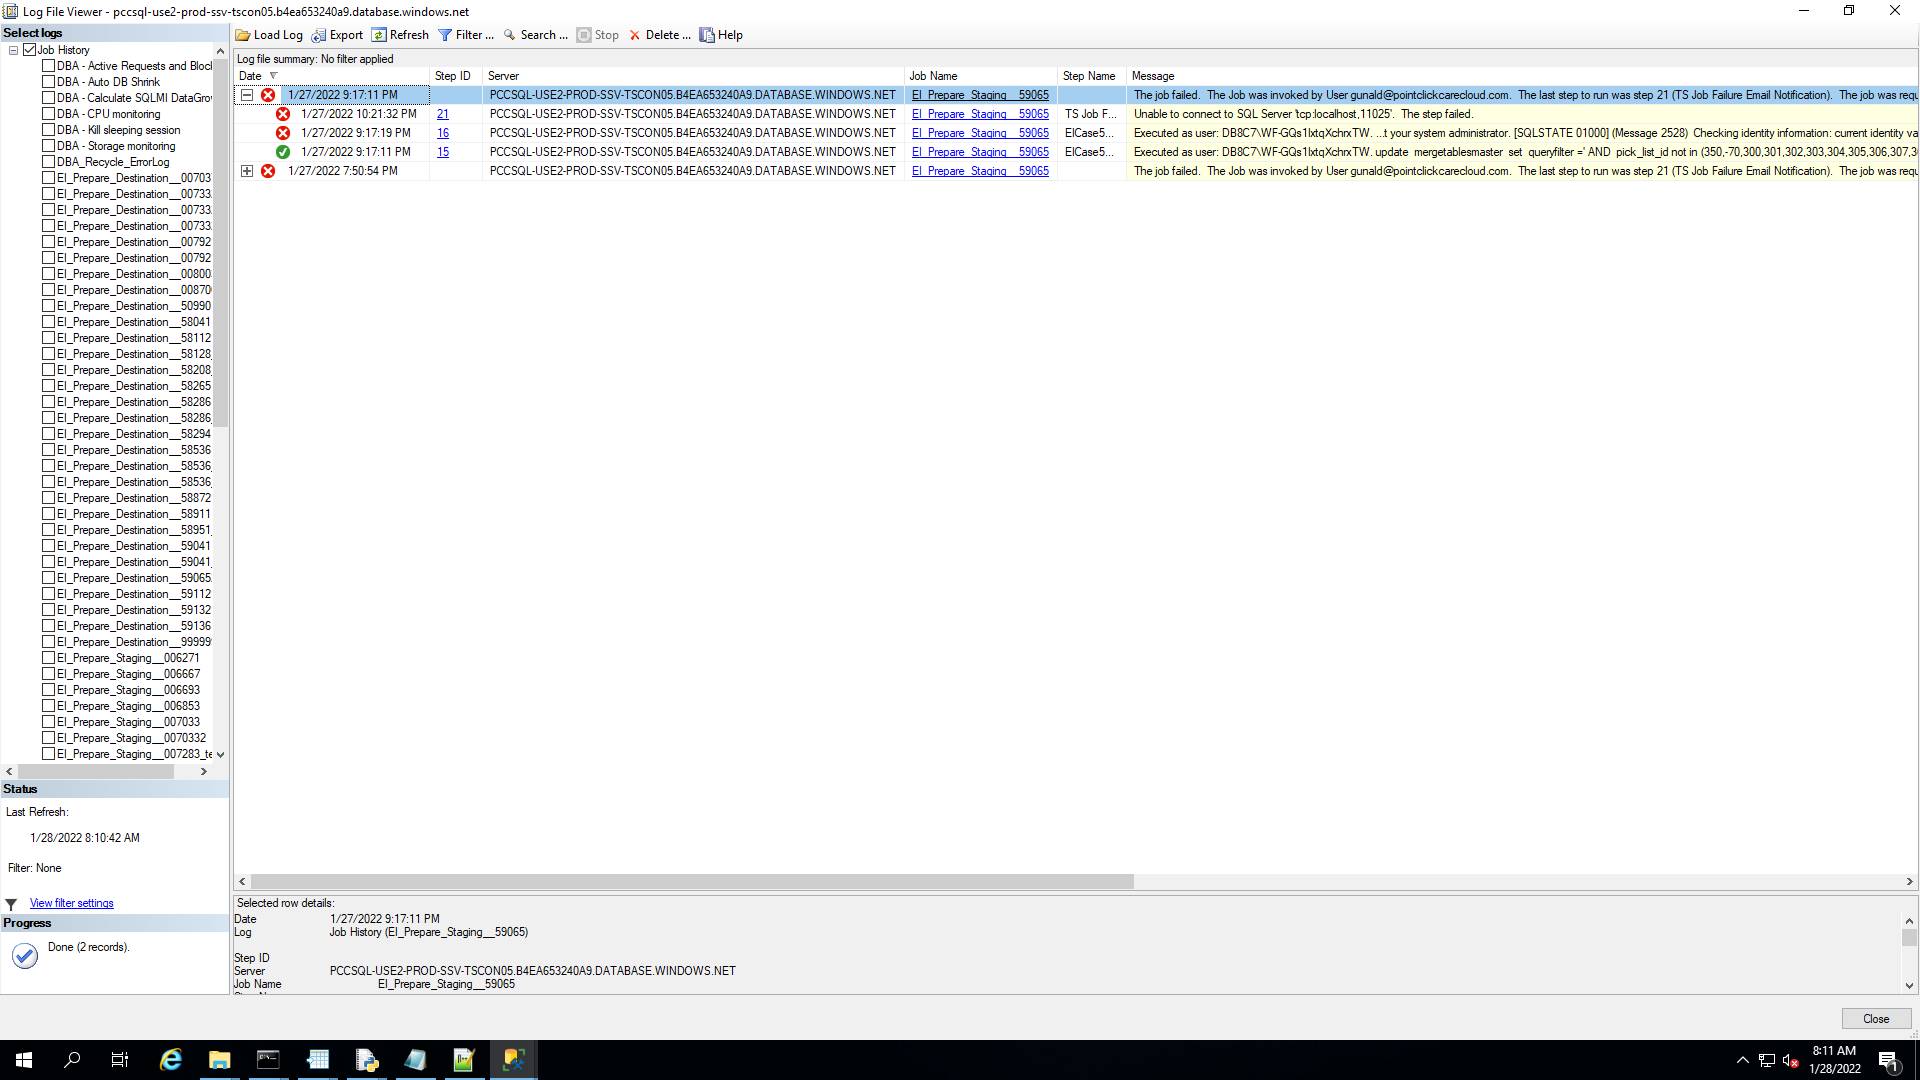 Log File Viewer - pccsql-use2-prod-ssv-tscon05.b4ea653240a9.database.windows.net
Select logs
Job History
DBA - Active Requests and Block
DBA - Auto DB Shrink
DBA - Calculate SQLMI DataGrow
DBA - CPU monitoring
DBA - Kill sleeping session
DBA - Storage monitoring
DBA_Recycle_ErrorLog
EI_Prepare_Destination__00703
EI_Prepare_Destination__00733
EI_Prepare_Destination__00733
EI_Prepare_Destination__00733
EI_Prepare_Destination__00792
EI_Prepare_Destination__00792
EI_Prepare_Destination__00800
EI_Prepare_Destination__00870
EI_Prepare_Destination__50990
EI_Prepare_Destination__58041
EI_Prepare_Destination__58112
EI_Prepare_Destination__58128_
EI_Prepare_Destination__58208_
EI_Prepare_Destination__58265
EI_Prepare_Destination__58286
EI_Prepare_Destination__58286_
EI_Prepare_Destination__58294
EI_Prepare_Destination__58536
EI_Prepare_Destination__58536_
EI_Prepare_Destination__58536_
EI_Prepare_Destination__58872
EI_Prepare_Destination__58911
EI_Prepare_Destination__58951_
EI_Prepare_Destination__59041
EI_Prepare_Destination__59041_
EI_Prepare_Destination__59065
EI_Prepare_Destination__59112
EI_Prepare_Destination__59132
EI_Prepare_Destination__59136
EI_Prepare_Destination__99999
EI_Prepare_Staging__006271
EI_Prepare_Staging__006667
EI_Prepare_Staging__006693
EI_Prepare_Staging__006853
EI_Prepare_Staging__007033
EI_Prepare_Staging__0070332
EI_Prepare_Staging__007283_te
Status
Last Refresh:
1/28/2022 8:10:42 AM
Filter: None
View filter settings
Progress
Done (2 records).
Load Log Export Refresh Filter ... Search ... Stop Delete ... Help
Log file summary: No filter applied
Date Step ID Server Job Name Step Name Message
1/27/2022 9:17:11 PM PCCSQL-USE2-PROD-SSV-TSCON05.B4EA653240A9.DATABASE.WINDOWS.NET EI_Prepare_Staging__59065 The job failed. The Job was invoked by User gunald@pointclickcarecloud.com. The last step to run was step 21 (TS Job Failure Email Notification). The job was requ
1/27/2022 10:21:32 PM 21 PCCSQL-USE2-PROD-SSV-TSCON05.B4EA653240A9.DATABASE.WINDOWS.NET EI_Prepare_Staging__59065 TS Job F... Unable to connect to SQL Server 'tcp:localhost,11025'. The step failed.
1/27/2022 9:17:19 PM 16 PCCSQL-USE2-PROD-SSV-TSCON05.B4EA653240A9.DATABASE.WINDOWS.NET EI_Prepare_Staging__59065 EICase5... Executed as user: DB8C7\WF-GQs1IxtqXchrxTW. ...t your system administrator. [SQLSTATE 01000] (Message 2528) Checking identity infomation: current identity va
1/27/2022 9:17:11 PM 15 PCCSQL-USE2-PROD-SSV-TSCON05.B4EA653240A9.DATABASE.WINDOWS.NET EI_Prepare_Staging__59065 EICase5... Executed as user: DB8C7\WF-GQs1IxtqXchrxTW. update mergetablesmaster set queryfilter =' AND pick_list_id not in (350,-70,300,301,302,303,304,305,306,307,3
1/27/2022 7:50:54 PM PCCSQL-USE2-PROD-SSV-TSCON05.B4EA653240A9.DATABASE.WINDOWS.NET EI_Prepare_Staging__59065 The job failed. The Job was invoked by User gunald@pointclickcarecloud.com. The last step to run was step 21 (TS Job Failure Email Notification). The job was requ
Selected row details:
Date 1/27/2022 9:17:11 PM
Log Job History (EI_Prepare_Staging__59065)
Step ID
Server PCCSQL-USE2-PROD-SSV-TSCON05.B4EA653240A9.DATABASE.WINDOWS.NET
Job Name EI_Prepare_Staging__59065
Close
8:11 AM
1/28/2022
1